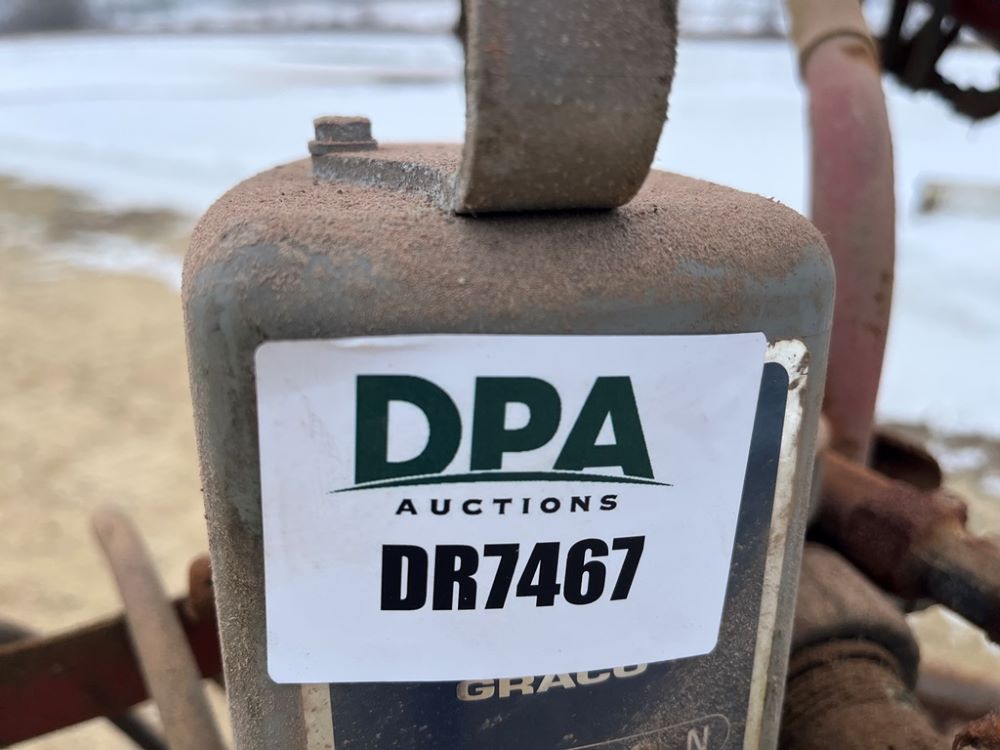 DPA
AUCTIONS
DR7467
GRACO